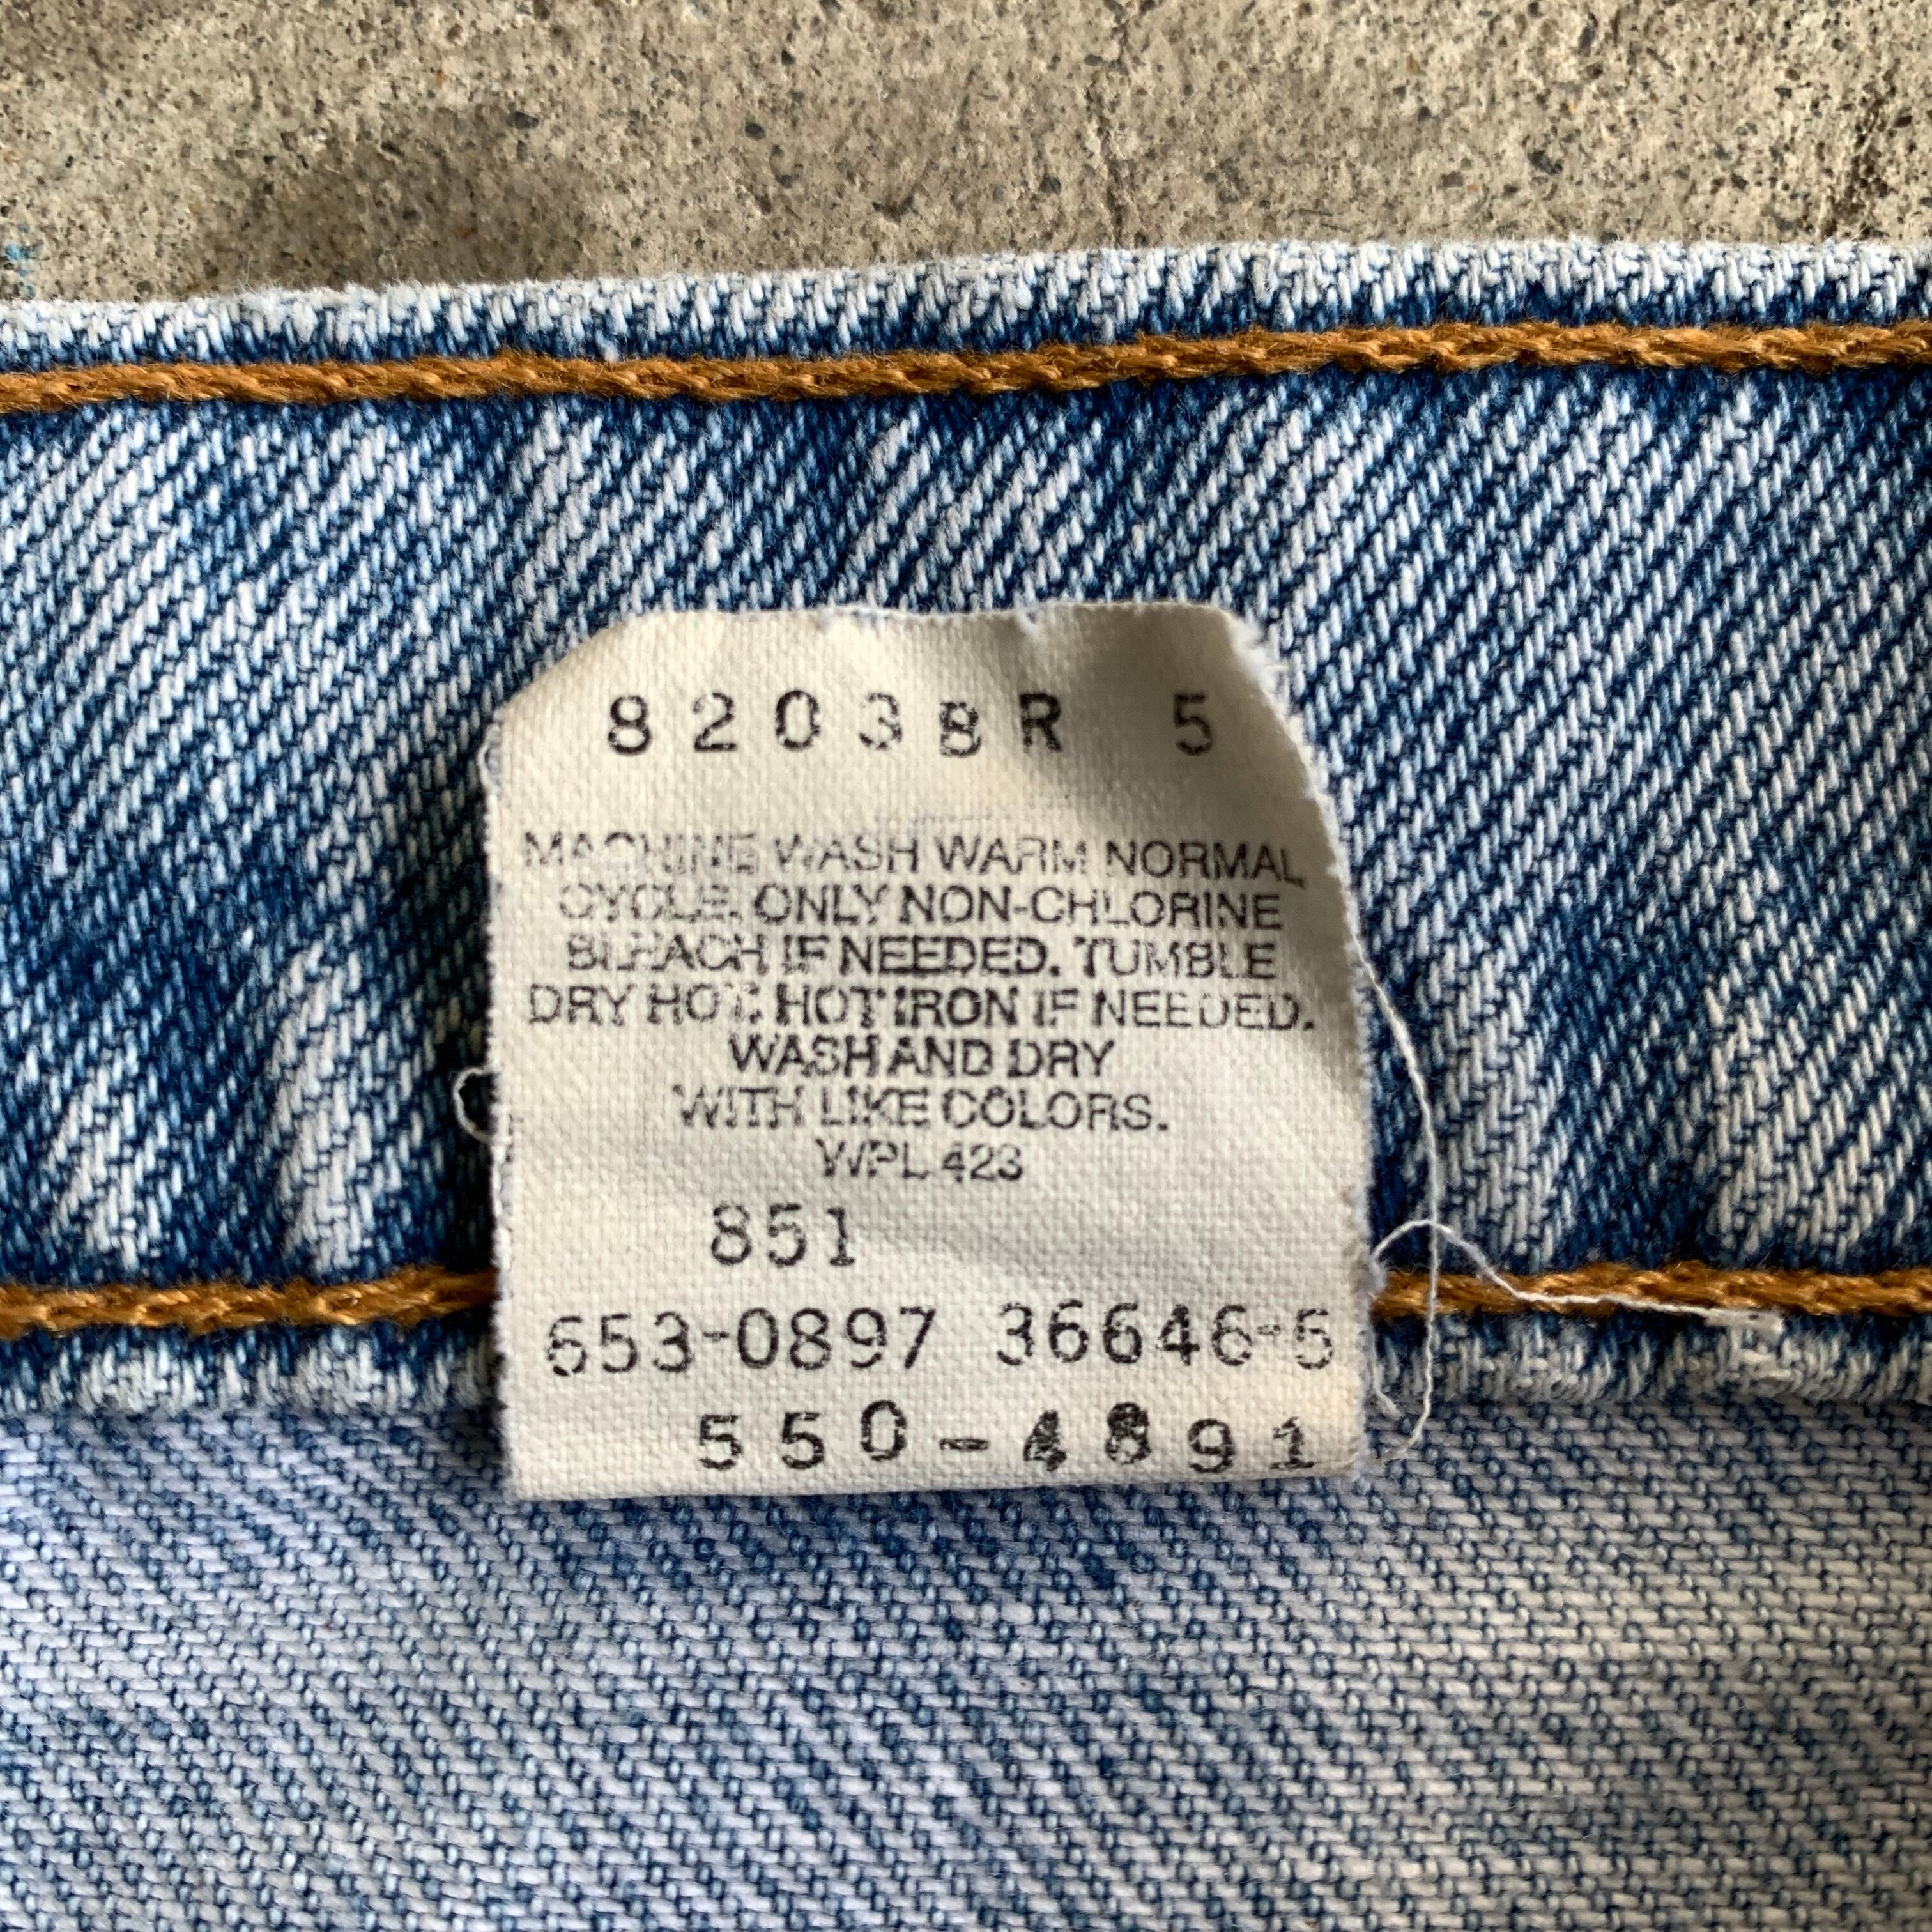 82038R 5
MACHINE WASH WARM NORMAL
CYCLE. ONLY NON-CHLORINE
BLEACH IF NEEDED. TUMBLE
DRY HOT. HOT IRON IF NEEDED.
WASH AND DRY
WITH LIKE COLORS.
WPL 423
851
653-0897 36646-5
550-4891